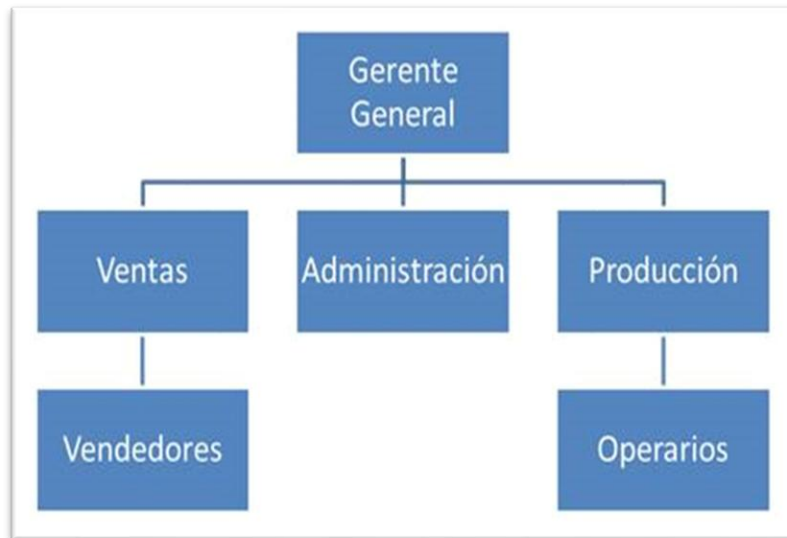 Gerente
General
Ventas
Administración
Producción
Vendedores
Operarios